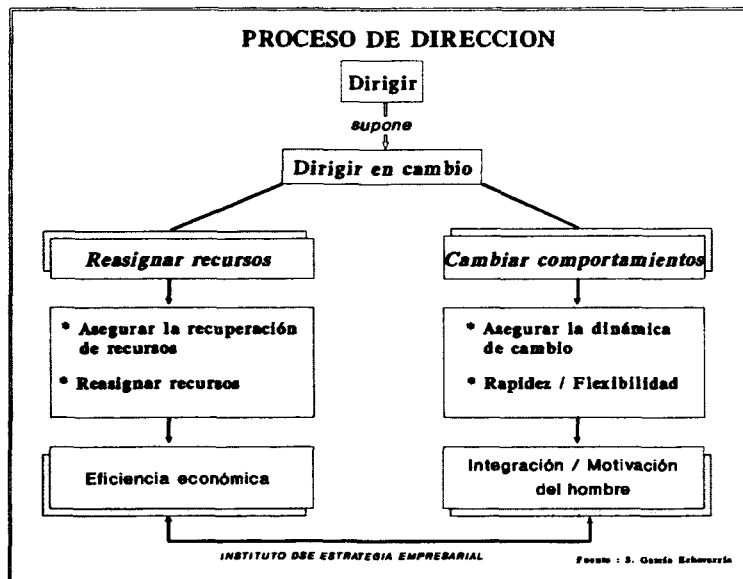 PROCESO DE DIRECCION
Dirigir
supone
Dirigir en cambio
Reasignar recursos
Cambiar comportamientos
* Asegurar la recuperación
de recursos
* Reasignar recursos
* Asegurar la dinámica
de cambio
* Rapidez / Flexibilidad
Eficiencia económica
Integración / Motivación
del hombre
INSTITUTO DSE ESTRATEGIA EMPRESARIAL
Fuente : S. García Echevarría